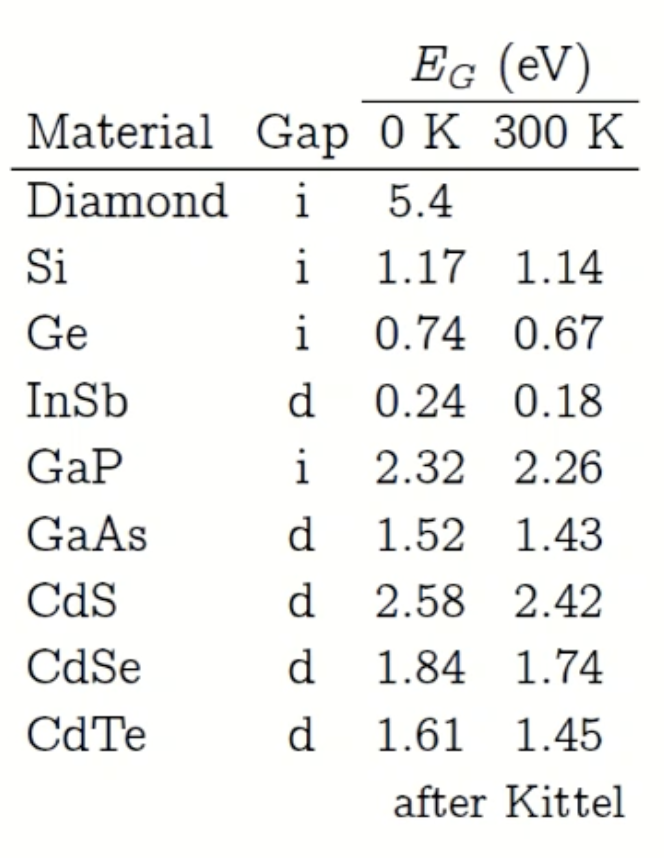 E_G (eV)
Material Gap 0 K 300 K
Diamond i 5.4
Si i 1.17 1.14
Ge i 0.74 0.67
InSb d 0.24 0.18
GaP i 2.32 2.26
GaAs d 1.52 1.43
CdS d 2.58 2.42
CdSe d 1.84 1.74
CdTe d 1.61 1.45
after Kittel